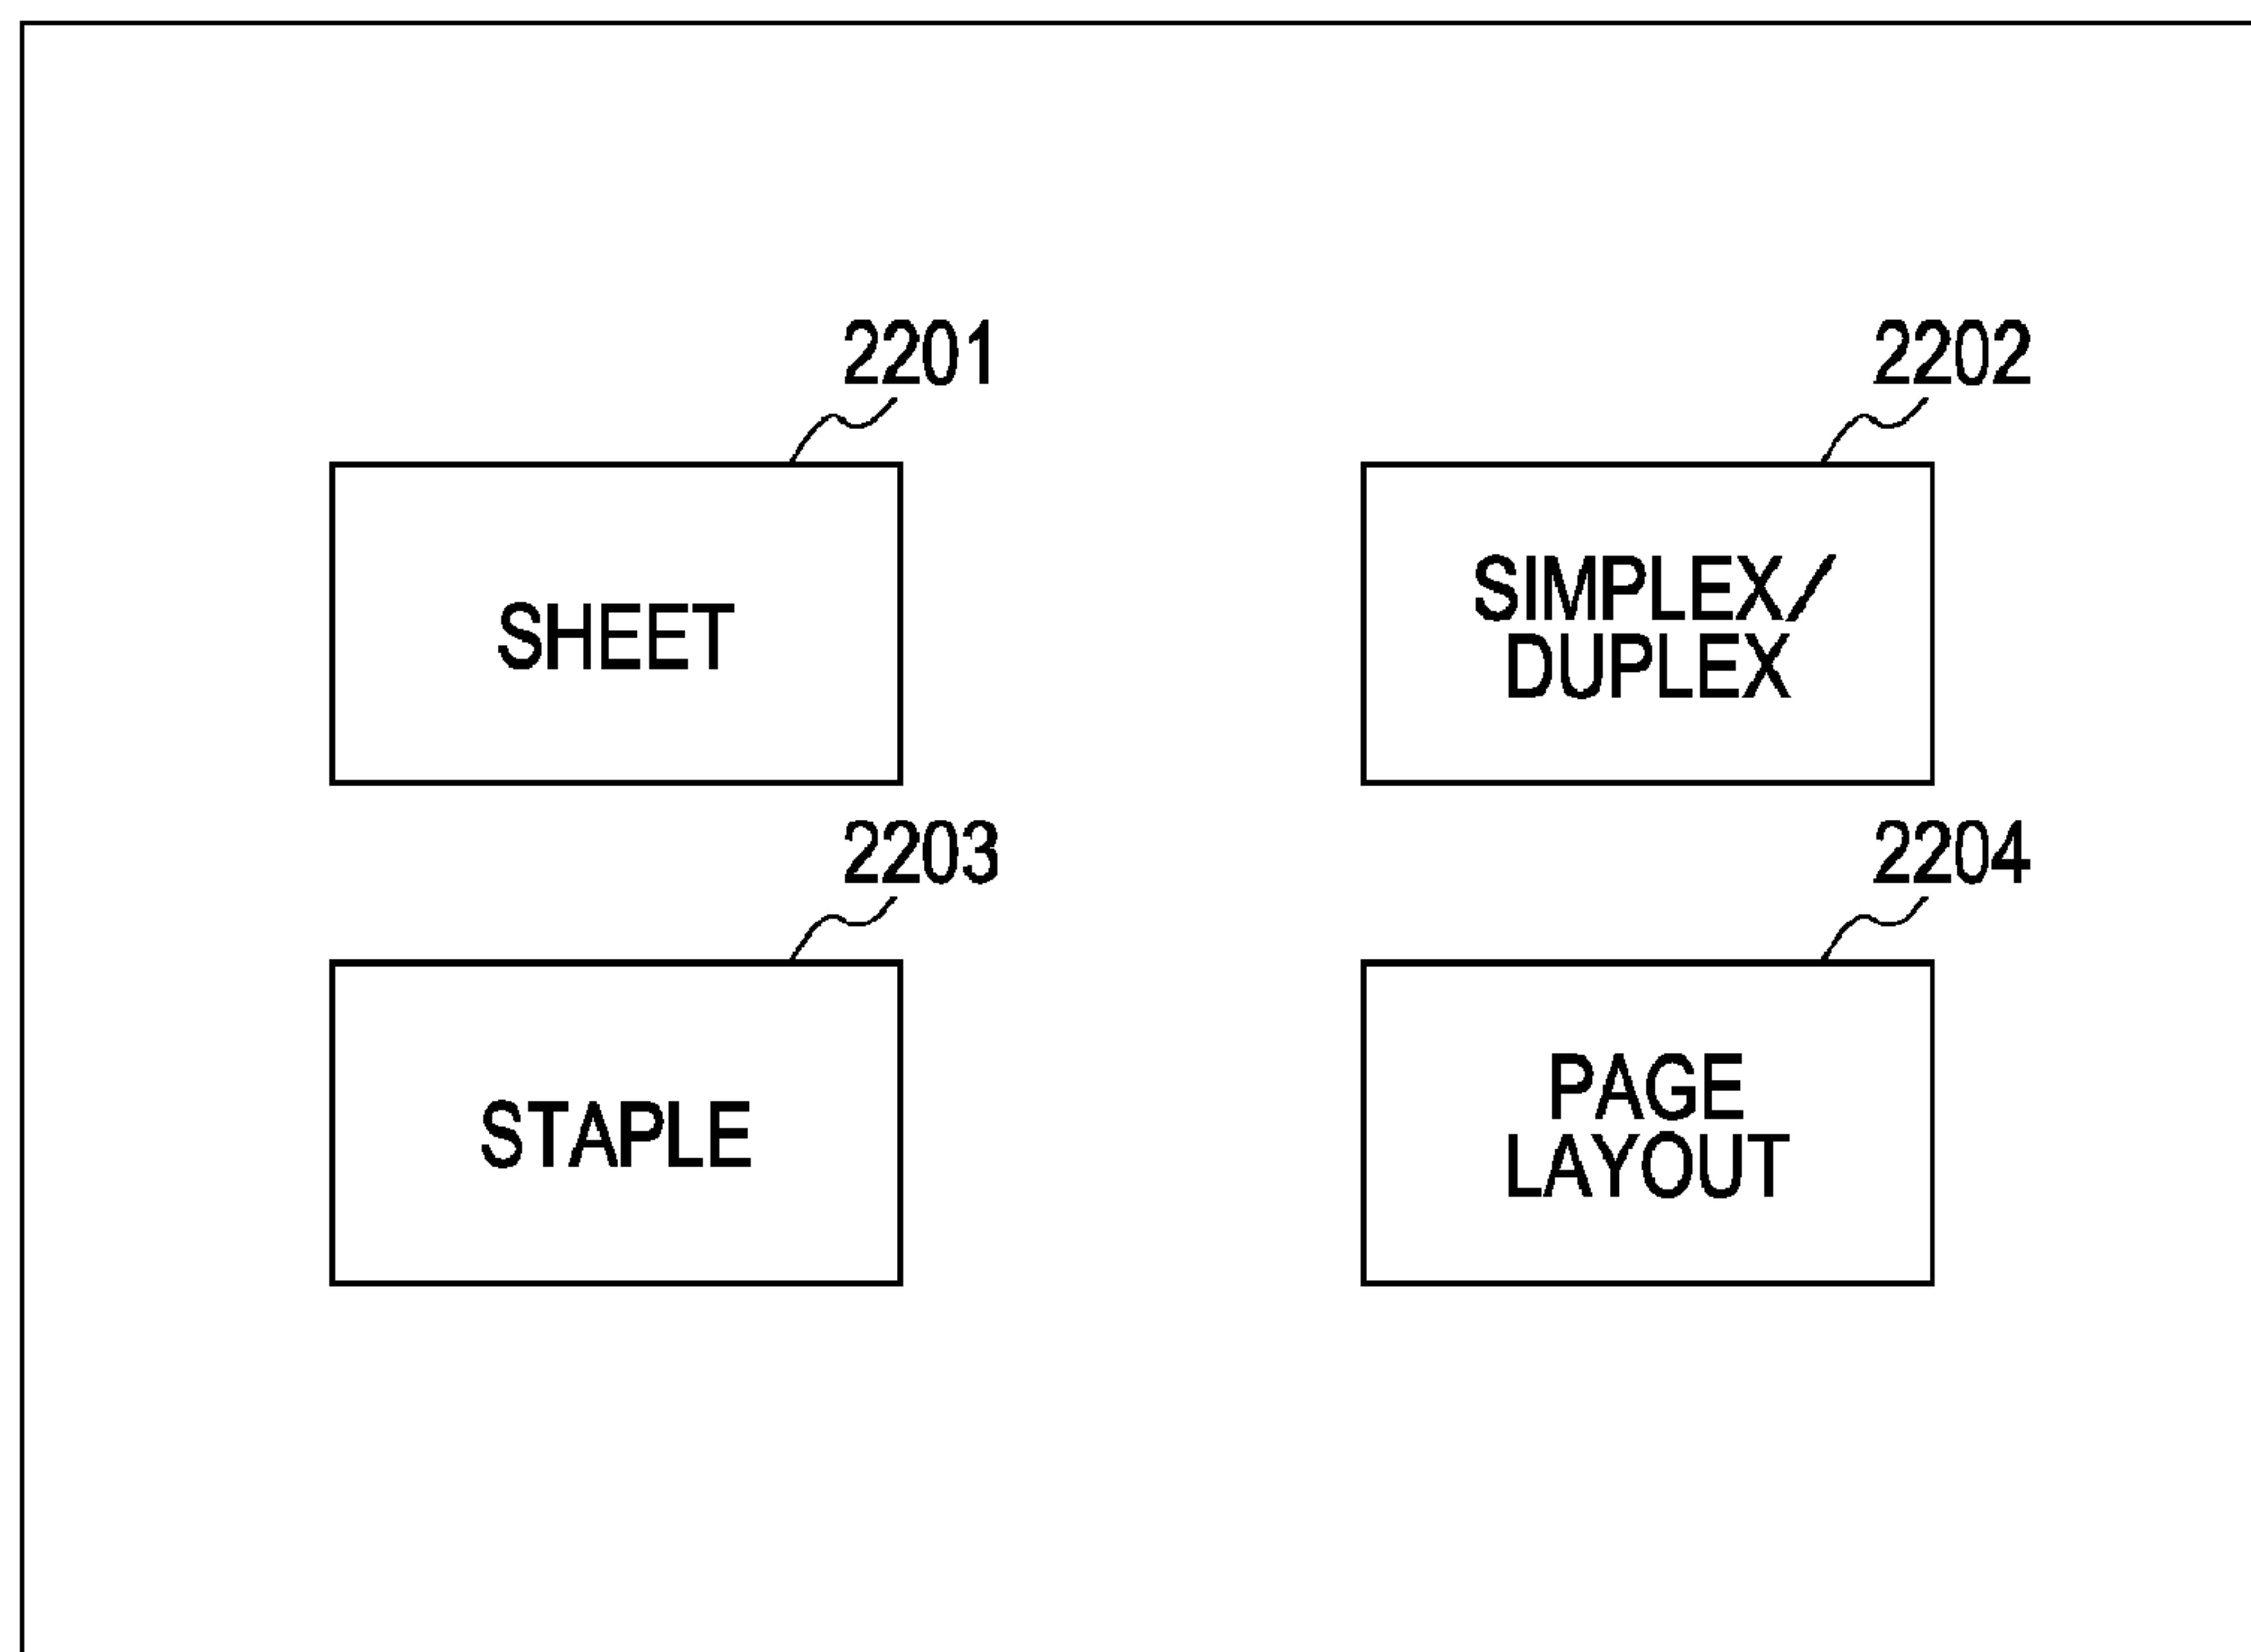 2201
SHEET
2202
SIMPLEX/
DUPLEX
2203
STAPLE
2204
PAGE
LAYOUT